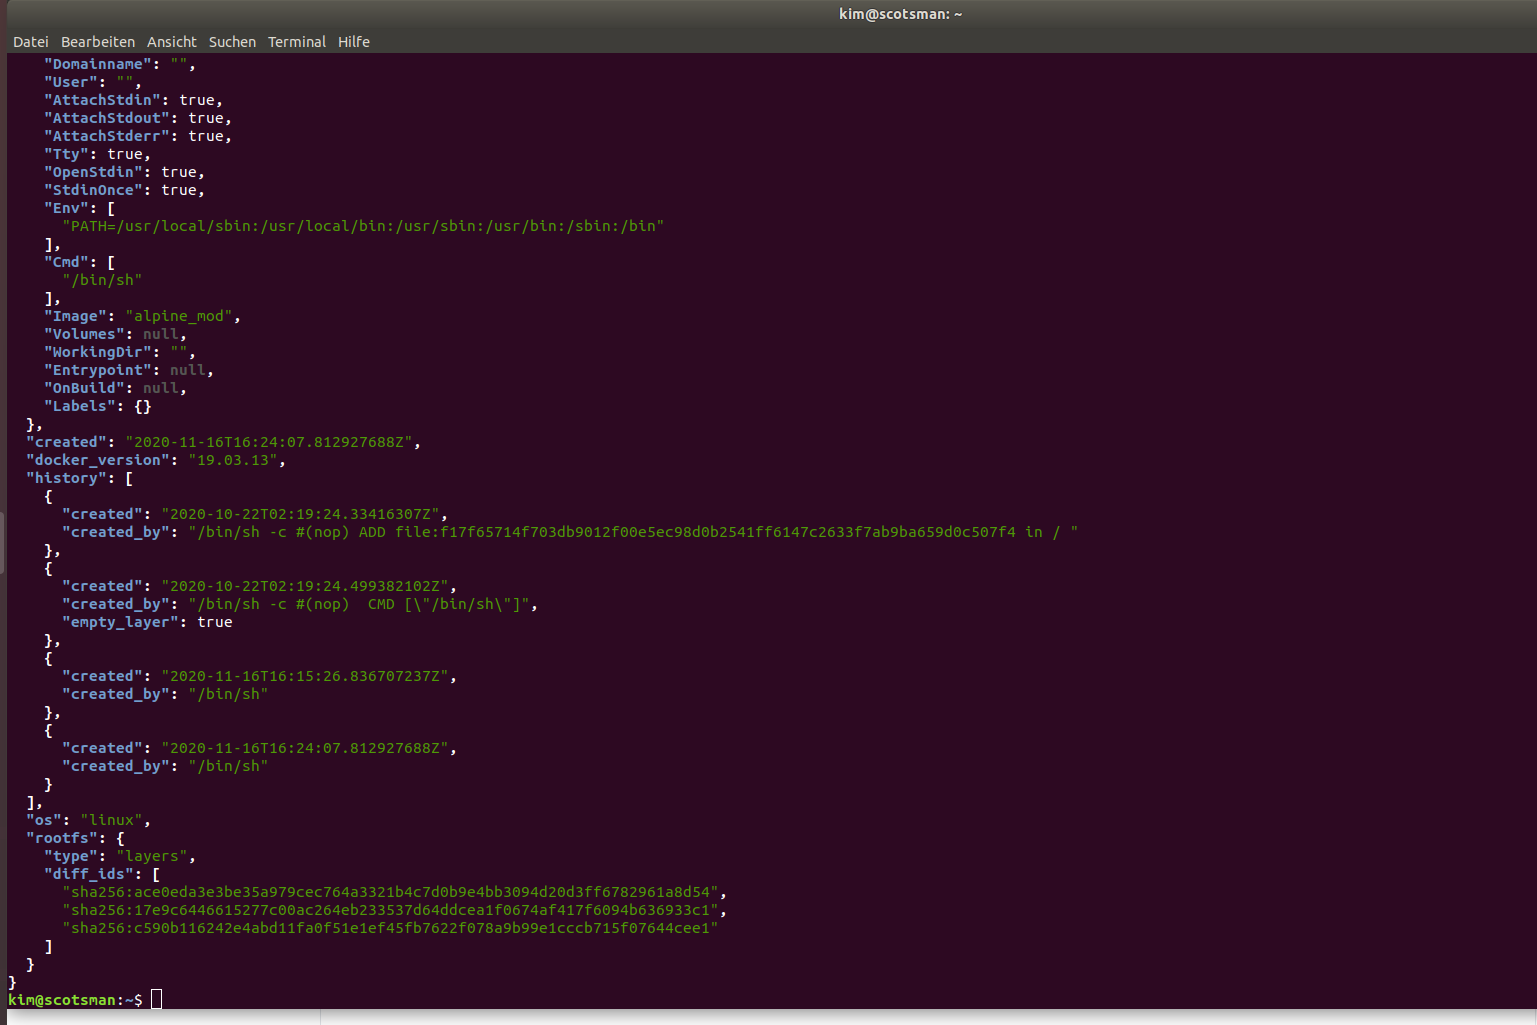 kim@scotsman: ~
Datei Bearbeiten Ansicht Suchen Terminal Hilfe
    "Domainname": "",
    "User": "",
    "AttachStdin": true,
    "AttachStdout": true,
    "AttachStderr": true,
    "Tty": true,
    "OpenStdin": true,
    "StdinOnce": true,
    "Env": [
      "PATH=/usr/local/sbin:/usr/local/bin:/usr/sbin:/usr/bin:/sbin:/bin"
    ],
    "Cmd": [
      "/bin/sh"
    ],
    "Image": "alpine_mod",
    "Volumes": null,
    "WorkingDir": "",
    "Entrypoint": null,
    "OnBuild": null,
    "Labels": {}
  },
  "created": "2020-11-16T16:24:07.812927688Z",
  "docker_version": "19.03.13",
  "history": [
    {
      "created": "2020-10-22T02:19:24.33416307Z",
      "created_by": "/bin/sh -c #(nop) ADD file:f17f65714f703db9012f00e5ec98d0b2541ff6147c2633f7ab9ba659d0c507f4 in / "
    },
    {
      "created": "2020-10-22T02:19:24.499382102Z",
      "created_by": "/bin/sh -c #(nop)  CMD [\"/bin/sh\"]",
      "empty_layer": true
    },
    {
      "created": "2020-11-16T16:15:26.836707237Z",
      "created_by": "/bin/sh"
    },
    {
      "created": "2020-11-16T16:24:07.812927688Z",
      "created_by": "/bin/sh"
    }
  ],
  "os": "linux",
  "rootfs": {
    "type": "layers",
    "diff_ids": [
      "sha256:ace0eda3e3be35a979cec764a3321b4c7d0b9e4bb3094d20d3ff6782961a8d54",
      "sha256:17e9c6446615277c00ac264eb233537d64ddcea1f0674af417f6094b636933c1",
      "sha256:c590b116242e4abd11fa0f51e1ef45fb7622f078a9b99e1cccb715f07644cee1"
    ]
  }
}
kim@scotsman:~$